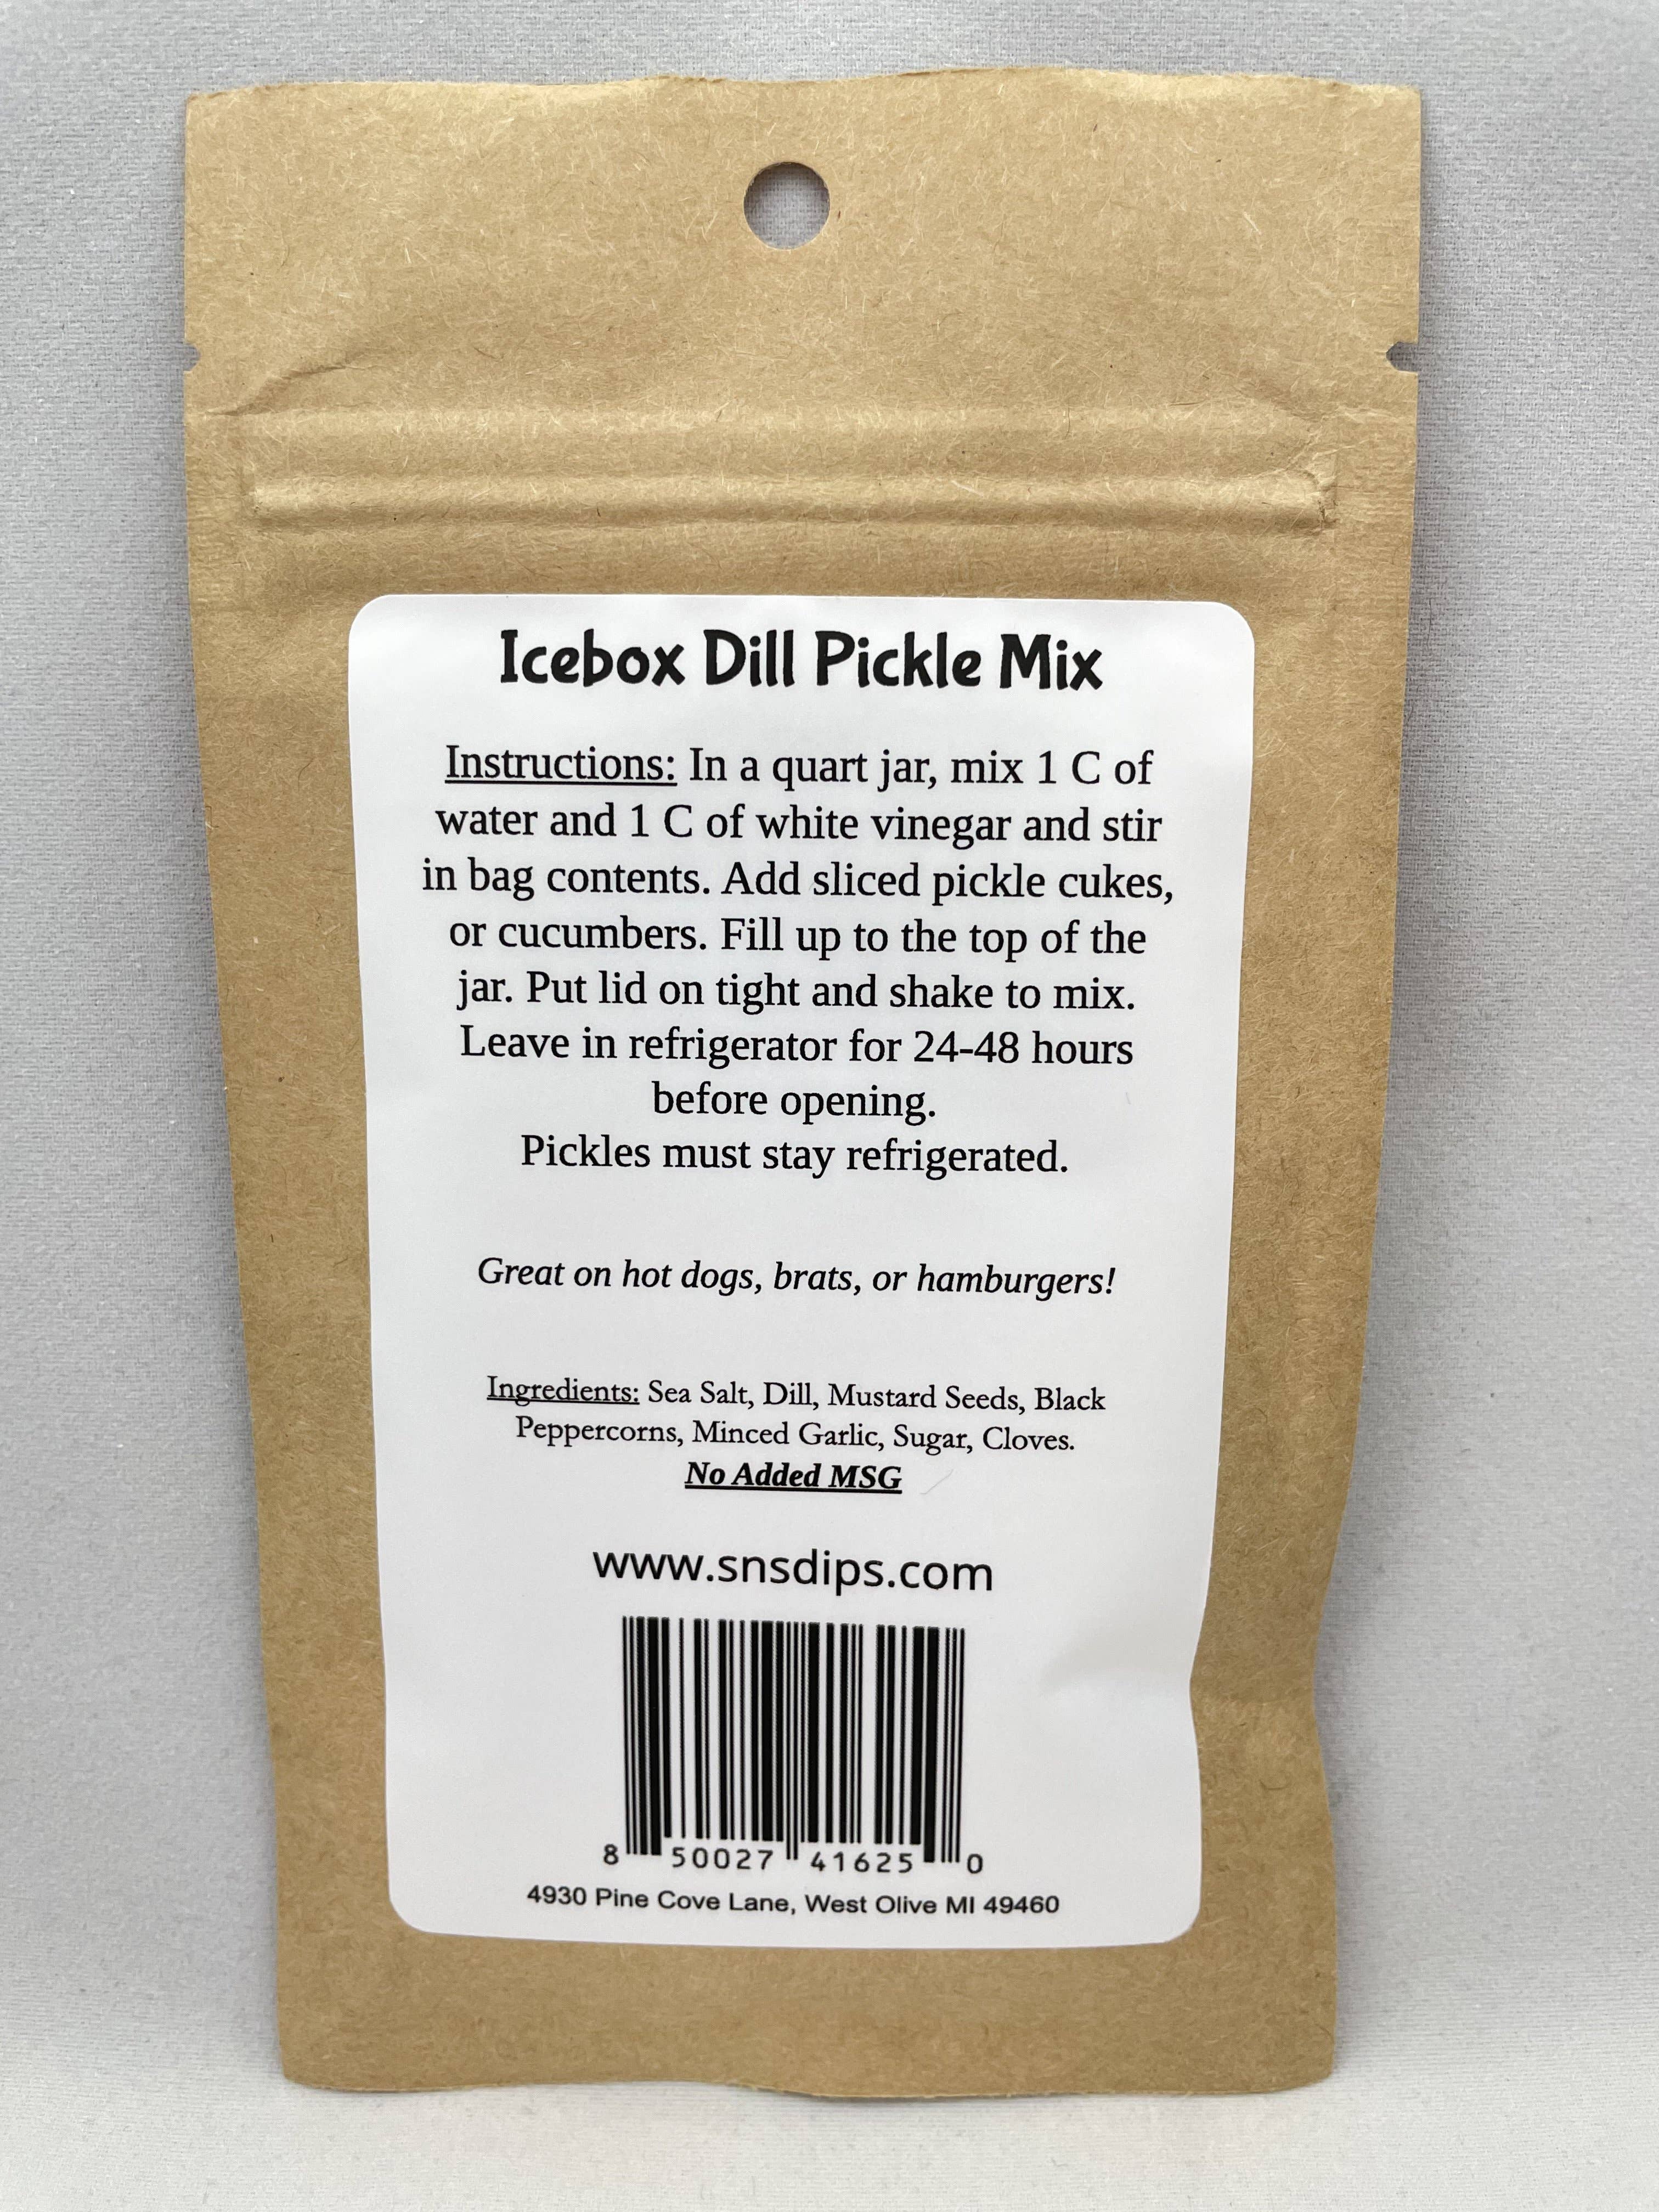 Icebox Dill Pickle Mix
Instructions: In a quart jar, mix 1 C of
water and 1 C of white vinegar and stir
in bag contents. Add sliced pickle cukes,
or cucumbers. Fill up to the top of the
jar. Put lid on tight and shake to mix.
Leave in refrigerator for 24-48 hours
before opening.
Pickles must stay refrigerated.
Great on hot dogs, brats, or hamburgers!
Ingredients: Sea Salt, Dill, Mustard Seeds, Black
Peppercorns, Minced Garlic, Sugar, Cloves.
No Added MSG
www.snsdips.com
8 50027 41625 0
4930 Pine Cove Lane, West Olive MI 49460